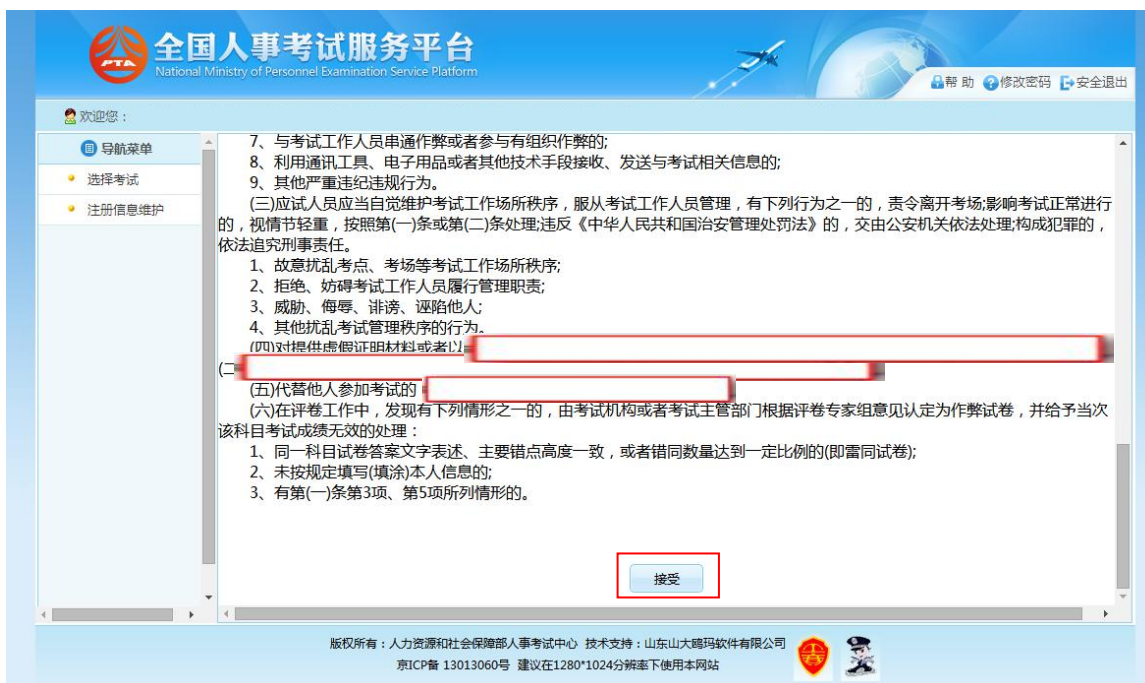 PTA
全国人事考试服务平台
National Ministry of Personnel Examination Service Platform
帮 助 修改密码 安全退出
欢迎您：
导航菜单
选择考试
注册信息维护
7、与考试工作人员串通作弊或者参与有组织作弊的;
8、利用通讯工具、电子用品或者其他技术手段接收、发送与考试相关信息的;
9、其他严重违纪违规行为。
(三)应试人员应当自觉维护考试工作场所秩序，服从考试工作人员管理，有下列行为之一的，责令离开考场;影响考试正常进行
的，视情节轻重，按照第(一)条或第(二)条处理;违反《中华人民共和国治安管理处罚法》的，交由公安机关依法处理;构成犯罪的，
依法追究刑事责任。
1、故意扰乱考点、考场等考试工作场所秩序;
2、拒绝、妨碍考试工作人员履行管理职责;
3、威胁、侮辱、诽谤、诬陷他人;
4、其他扰乱考试管理秩序的行为。
(四)对提供虚假证明材料或者以
(二
(五)代替他人参加考试的
(六)在评卷工作中，发现有下列情形之一的，由考试机构或者考试主管部门根据评卷专家组意见认定为作弊试卷，并给予当次
该科目考试成绩无效的处理：
1、同一科目试卷答案文字表述、主要错点高度一致，或者错同数量达到一定比例的(即雷同试卷);
2、未按规定填写(填涂)本人信息的;
3、有第(一)条第3项、第5项所列情形的。
接受
版权所有：人力资源和社会保障部人事考试中心 技术支持：山东山大鸥玛软件有限公司
京ICP备 13013060号 建议在1280*1024分辨率下使用本网站